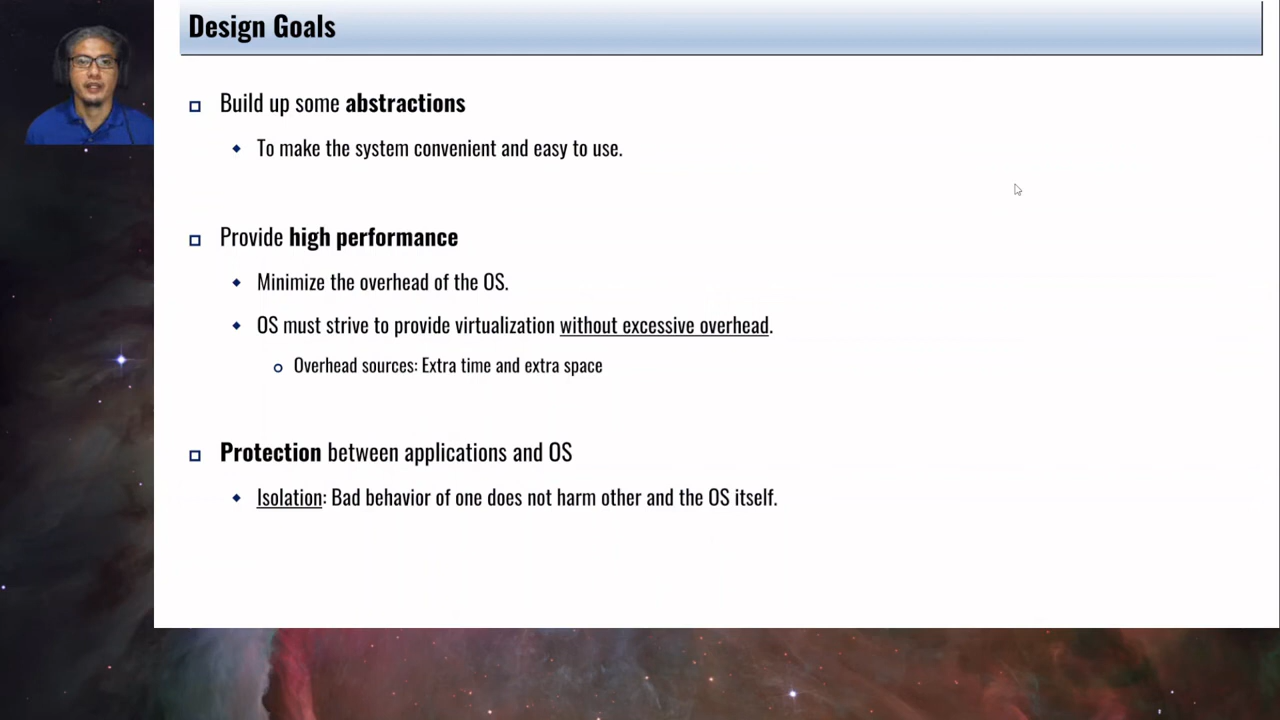 Design Goals
Build up some abstractions
To make the system convenient and easy to use.
Provide high performance
Minimize the overhead of the OS.
OS must strive to provide virtualization without excessive overhead.
Overhead sources: Extra time and extra space
Protection between applications and OS
Isolation: Bad behavior of one does not harm other and the OS itself.